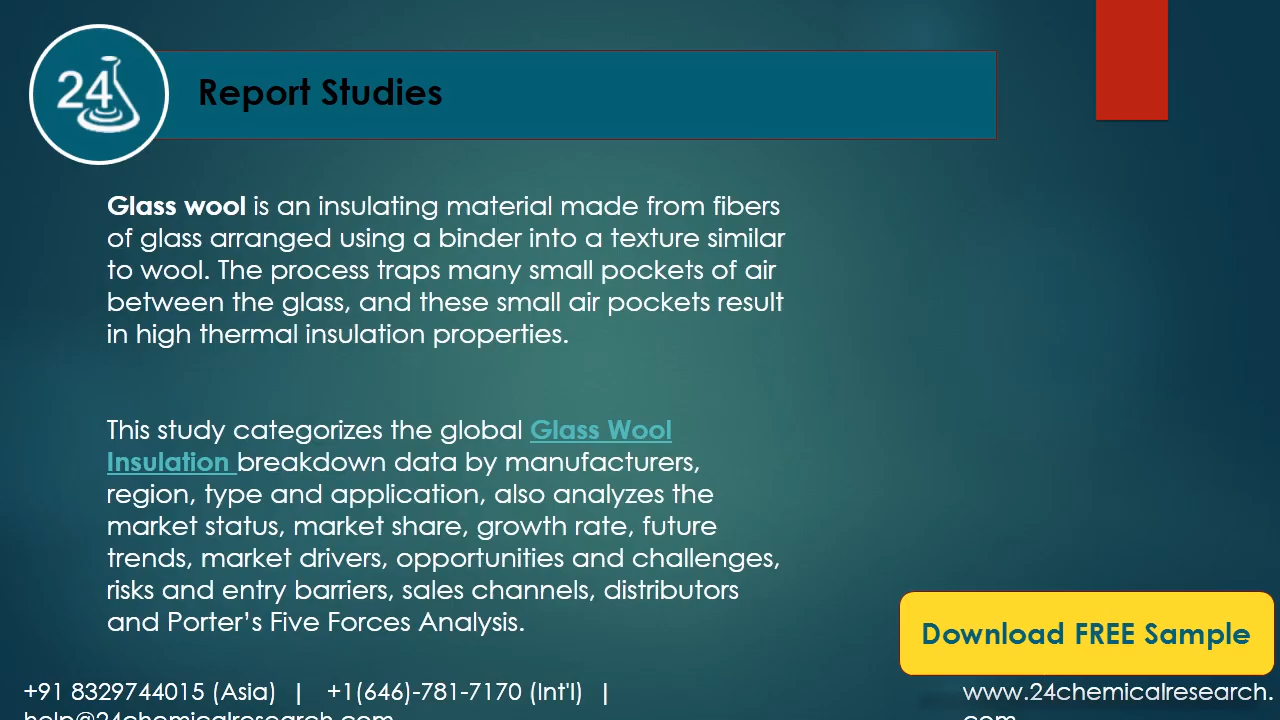 24
Report Studies
Glass wool is an insulating material made from fibers
of glass arranged using a binder into a texture similar
to wool. The process traps many small pockets of air
between the glass, and these small air pockets result
in high thermal insulation properties.
This study categorizes the global Glass Wool
Insulation breakdown data by manufacturers,
region, type and application, also analyzes the
market status, market share, growth rate, future
trends, market drivers, opportunities and challenges,
risks and entry barriers, sales channels, distributors
and Porter's Five Forces Analysis.
Download FREE Sample
+91 8329744015 (Asia) | +1(646)-781-7170 (Int'l) |
help@24chemicalresearch.com
www.24chemicalresearch.
com